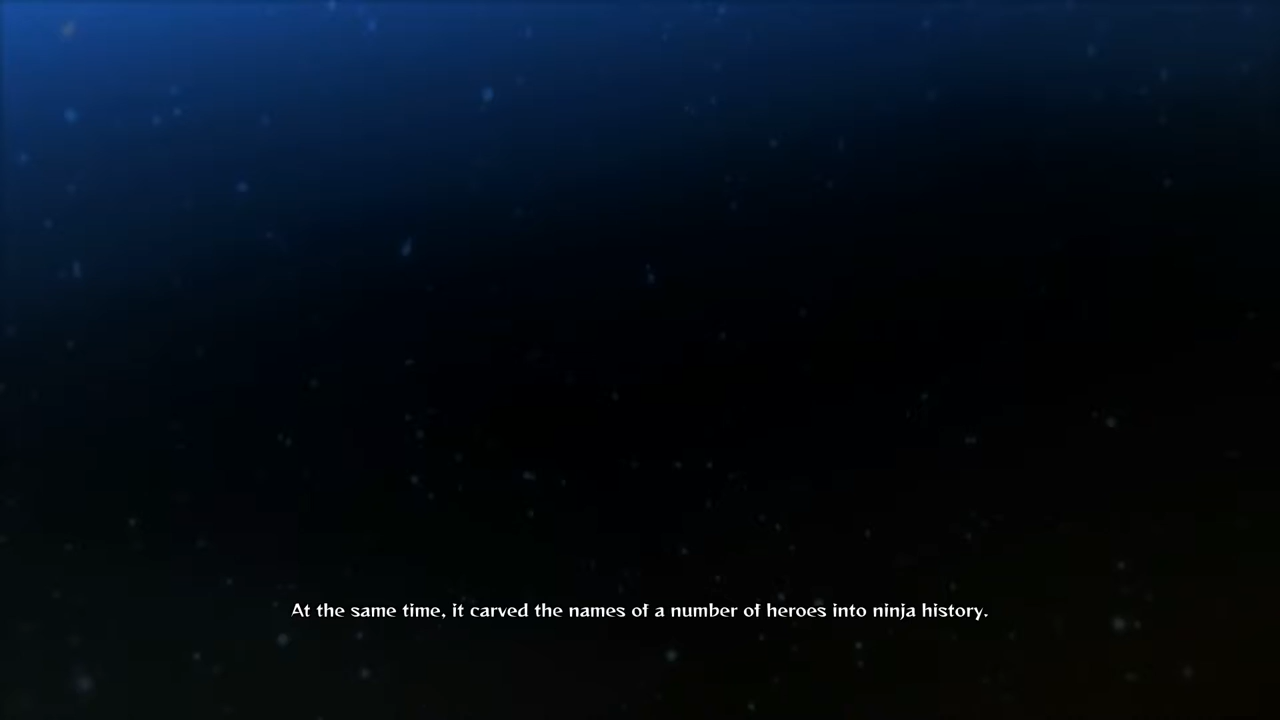 At the same time, it carved the names of a number of heroes into ninja history.